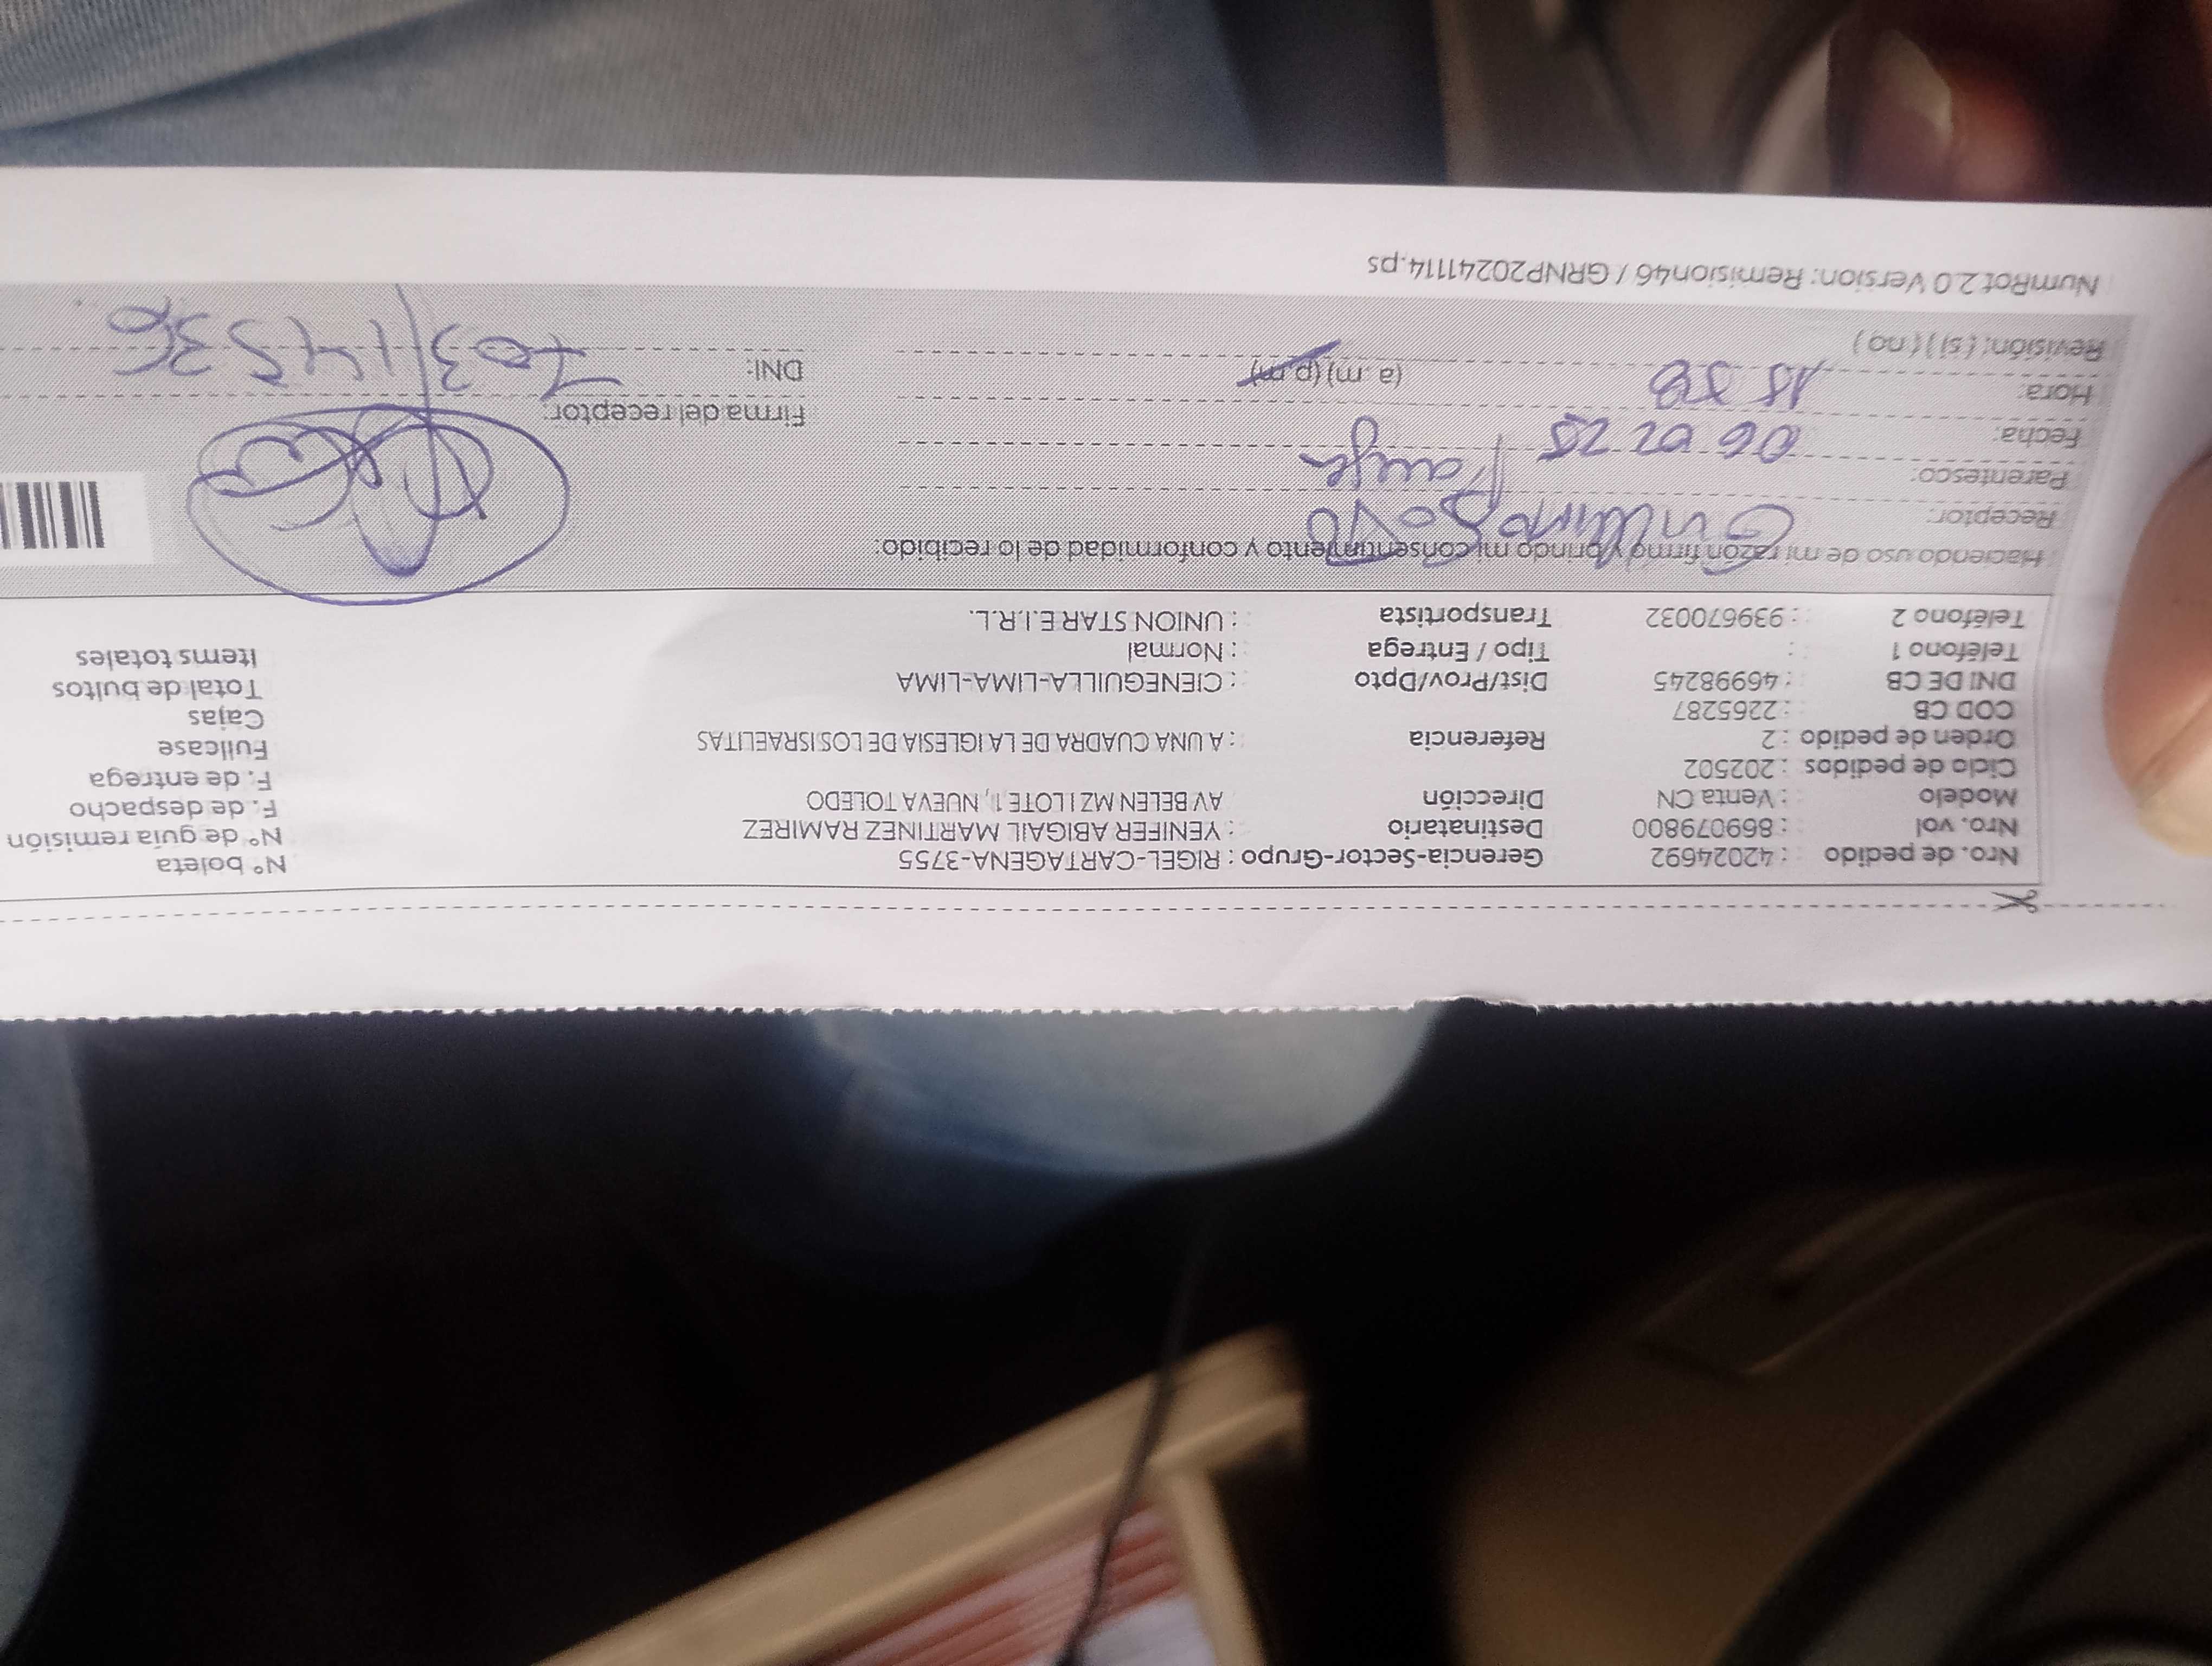 Nro. de pedido : 42024692 Gerencia-Sector-Grupo : RIGEL-CARTAGENA-3755 N° boleta
Nro. vol : 869079800 Destinatario : YENIFER ABIGAIL MARTINEZ RAMIREZ N° de guía remisión
Modelo : Venta CN Dirección AV BELEN MZ I LOTE 1, NUEVA TOLEDO F. de despacho
Ciclo de pedidos : 202502 F. de entrega
Orden de pedido : 2 Referencia : A UNA CUADRA DE LA IGLESIA DE LOS ISRAELITAS Fullcase
COD CB : 2265287 Cajas
DNI DE CB : 46998245 Dist/Prov/Dpto : CIENEGUILLA-LIMA-LIMA Total de bultos
Teléfono 1 : Tipo / Entrega : Normal Items totales
Teléfono 2 : 939670032 Transportista : UNION STAR E.I.R.L.
Haciendo uso de mi razón firmo y brindo mi consentimiento y conformidad de lo recibido:
Receptor: Guillermo
Parentesco: Pareja
Fecha: 06 02 25 Firma del receptor:
Hora: 15 38 (a. m) (p. m) DNI: 703114536
Revisión: ( si ) ( no )
NumRot 2.0 Version: Remision46 / GRNP20241114.ps